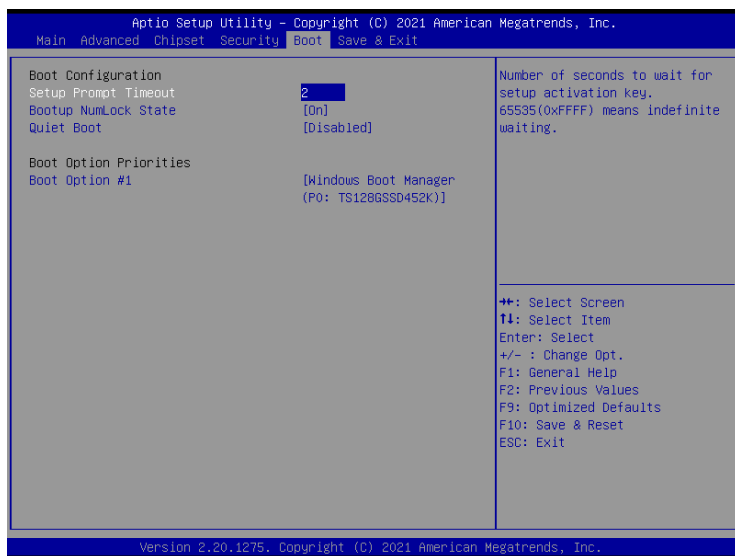 Aptio Setup Utility – Copyright (C) 2021 American Megatrends, Inc.
Main Advanced Chipset Security Boot Save & Exit
Boot Configuration
Setup Prompt Timeout 2
Bootup NumLock State [On]
Quiet Boot [Disabled]
Boot Option Priorities
Boot Option #1 [Windows Boot Manager
(P0: TS128GSSD452K)]
Number of seconds to wait for
setup activation key.
65535(0xFFFF) means indefinite
waiting.
→←: Select Screen
↑↓: Select Item
Enter: Select
+/- : Change Opt.
F1: General Help
F2: Previous Values
F9: Optimized Defaults
F10: Save & Reset
ESC: Exit
Version 2.20.1275. Copyright (C) 2021 American Megatrends, Inc.